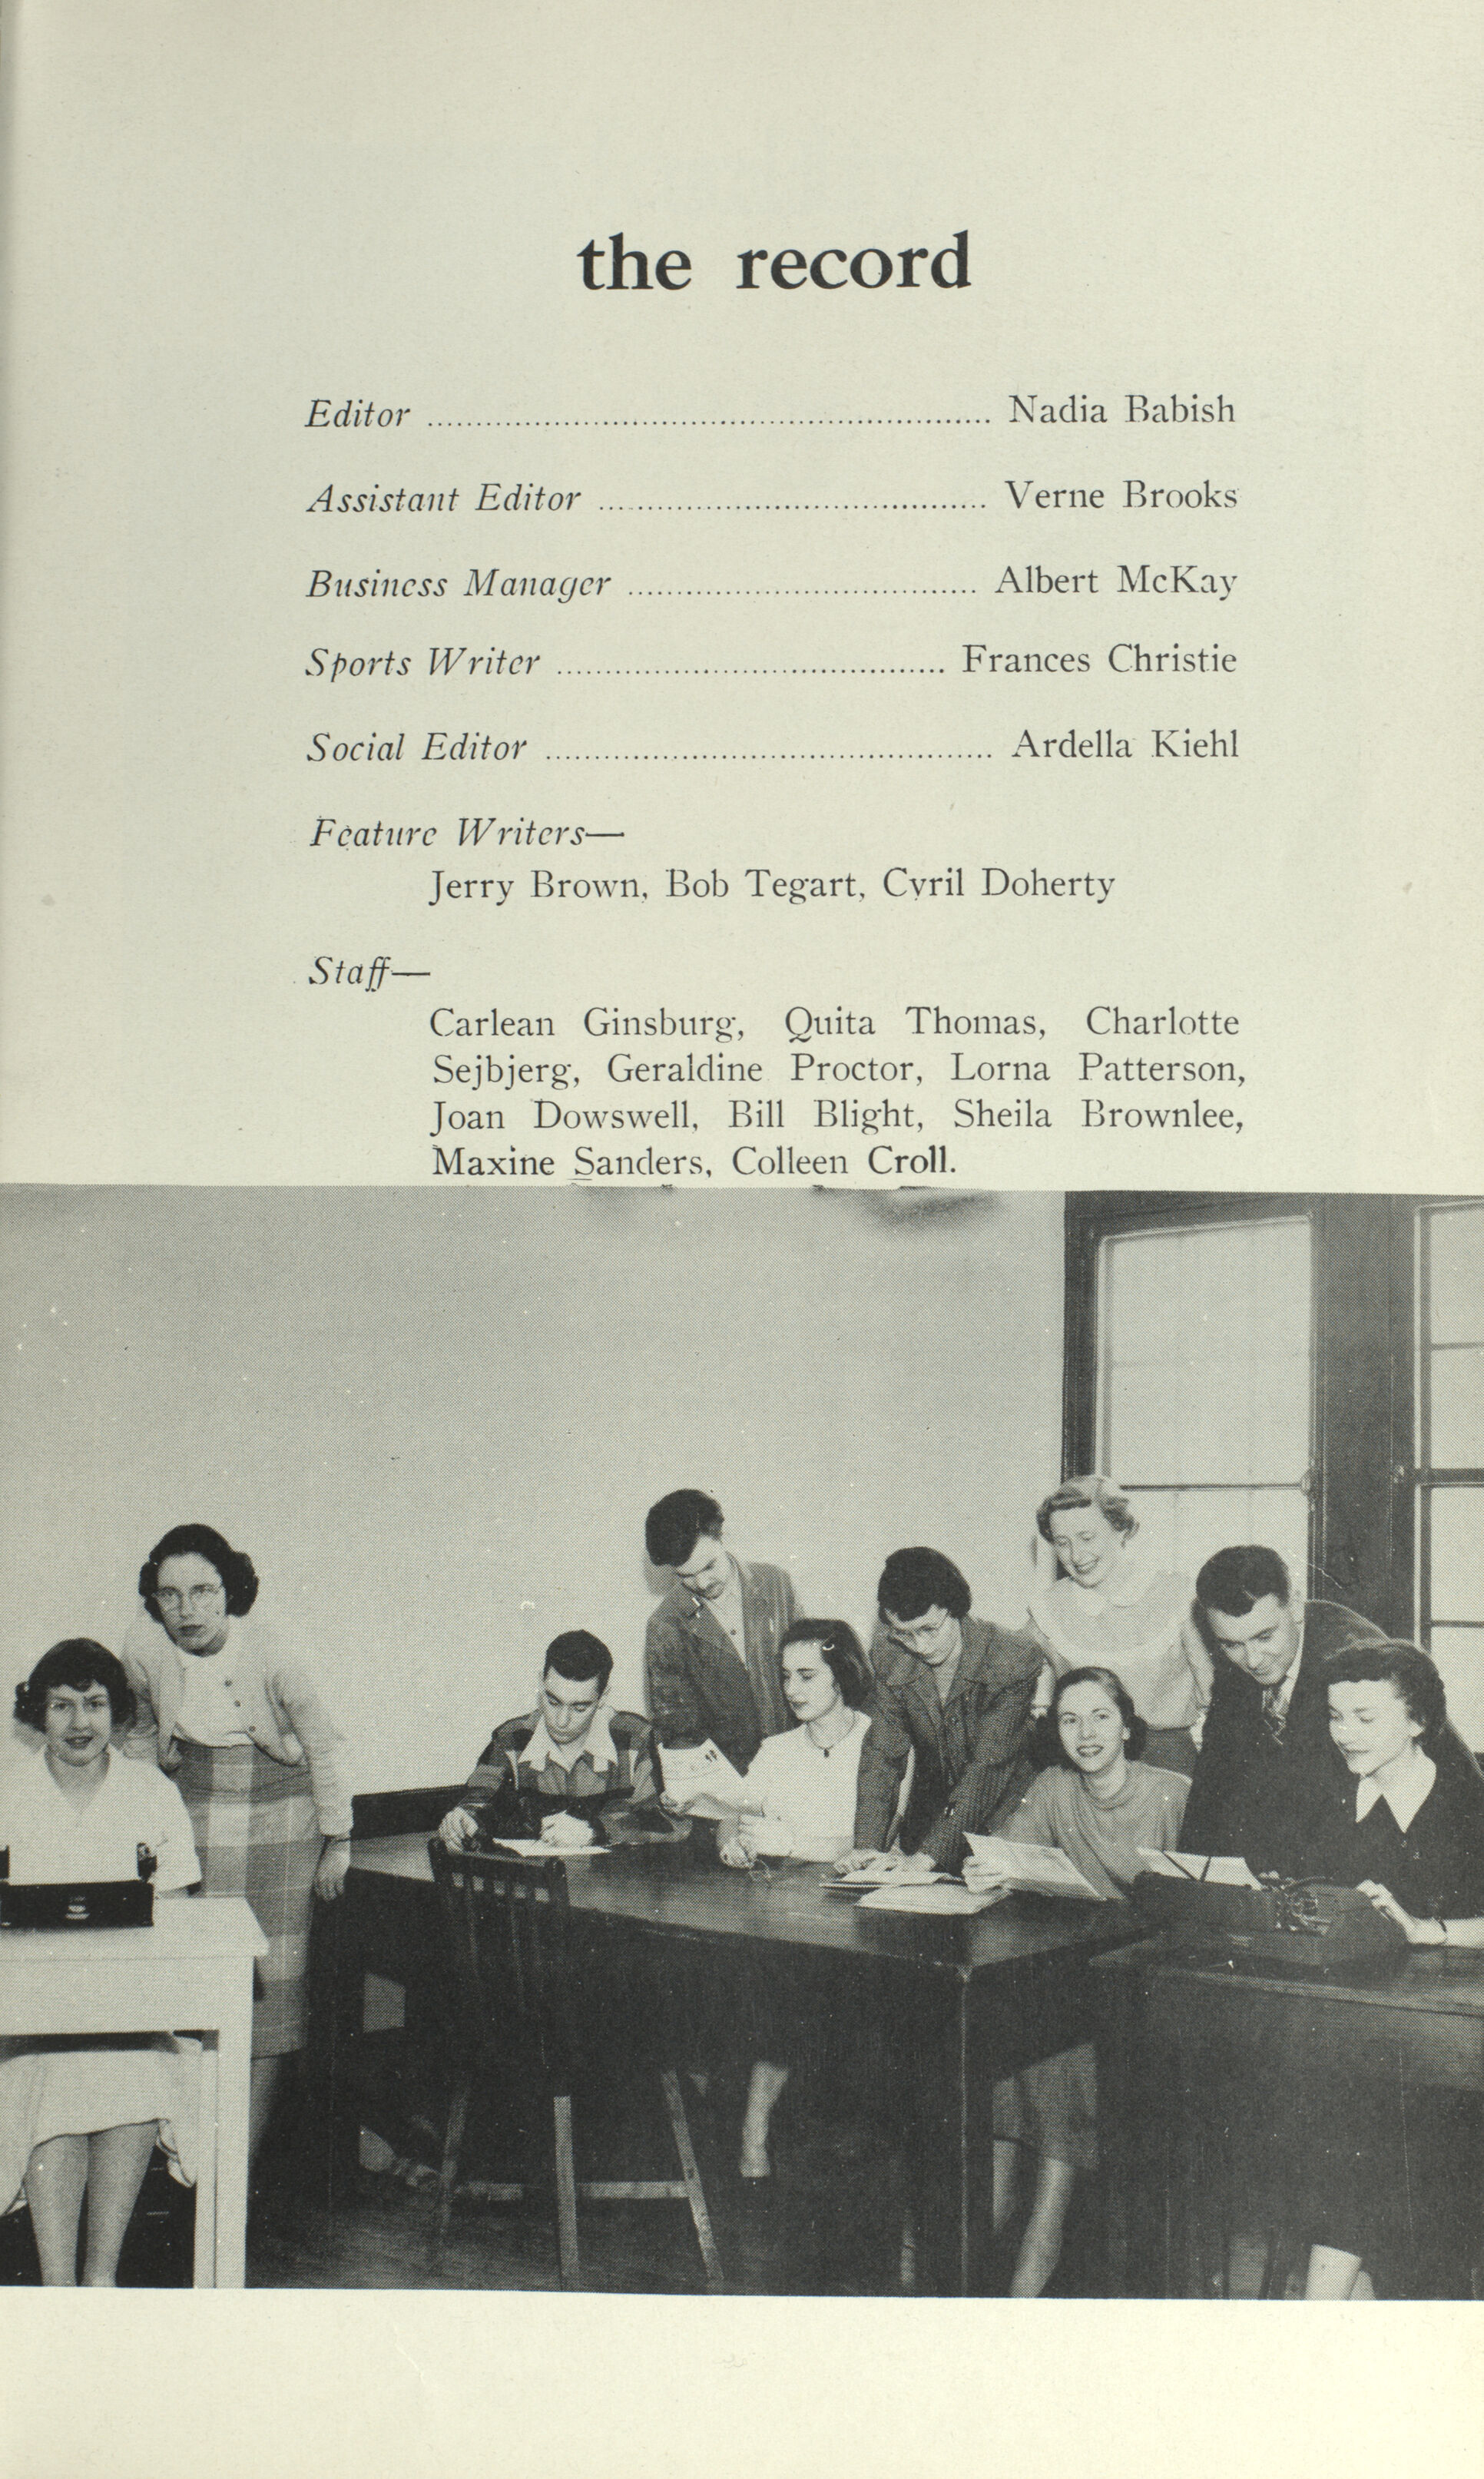 the record
Editor ........................................................... Nadia Babish
Assistant Editor ......................................... Verne Brooks
Business Manager ..................................... Albert McKay
Sports Writer ......................................... Frances Christie
Social Editor ............................................... Ardella Kiehl
Feature Writers—
Jerry Brown, Bob Tegart, Cyril Doherty
Staff—
Carlean Ginsburg, Quita Thomas, Charlotte
Sejbjerg, Geraldine Proctor, Lorna Patterson,
Joan Dowswell, Bill Blight, Sheila Brownlee,
Maxine Sanders, Colleen Croll.